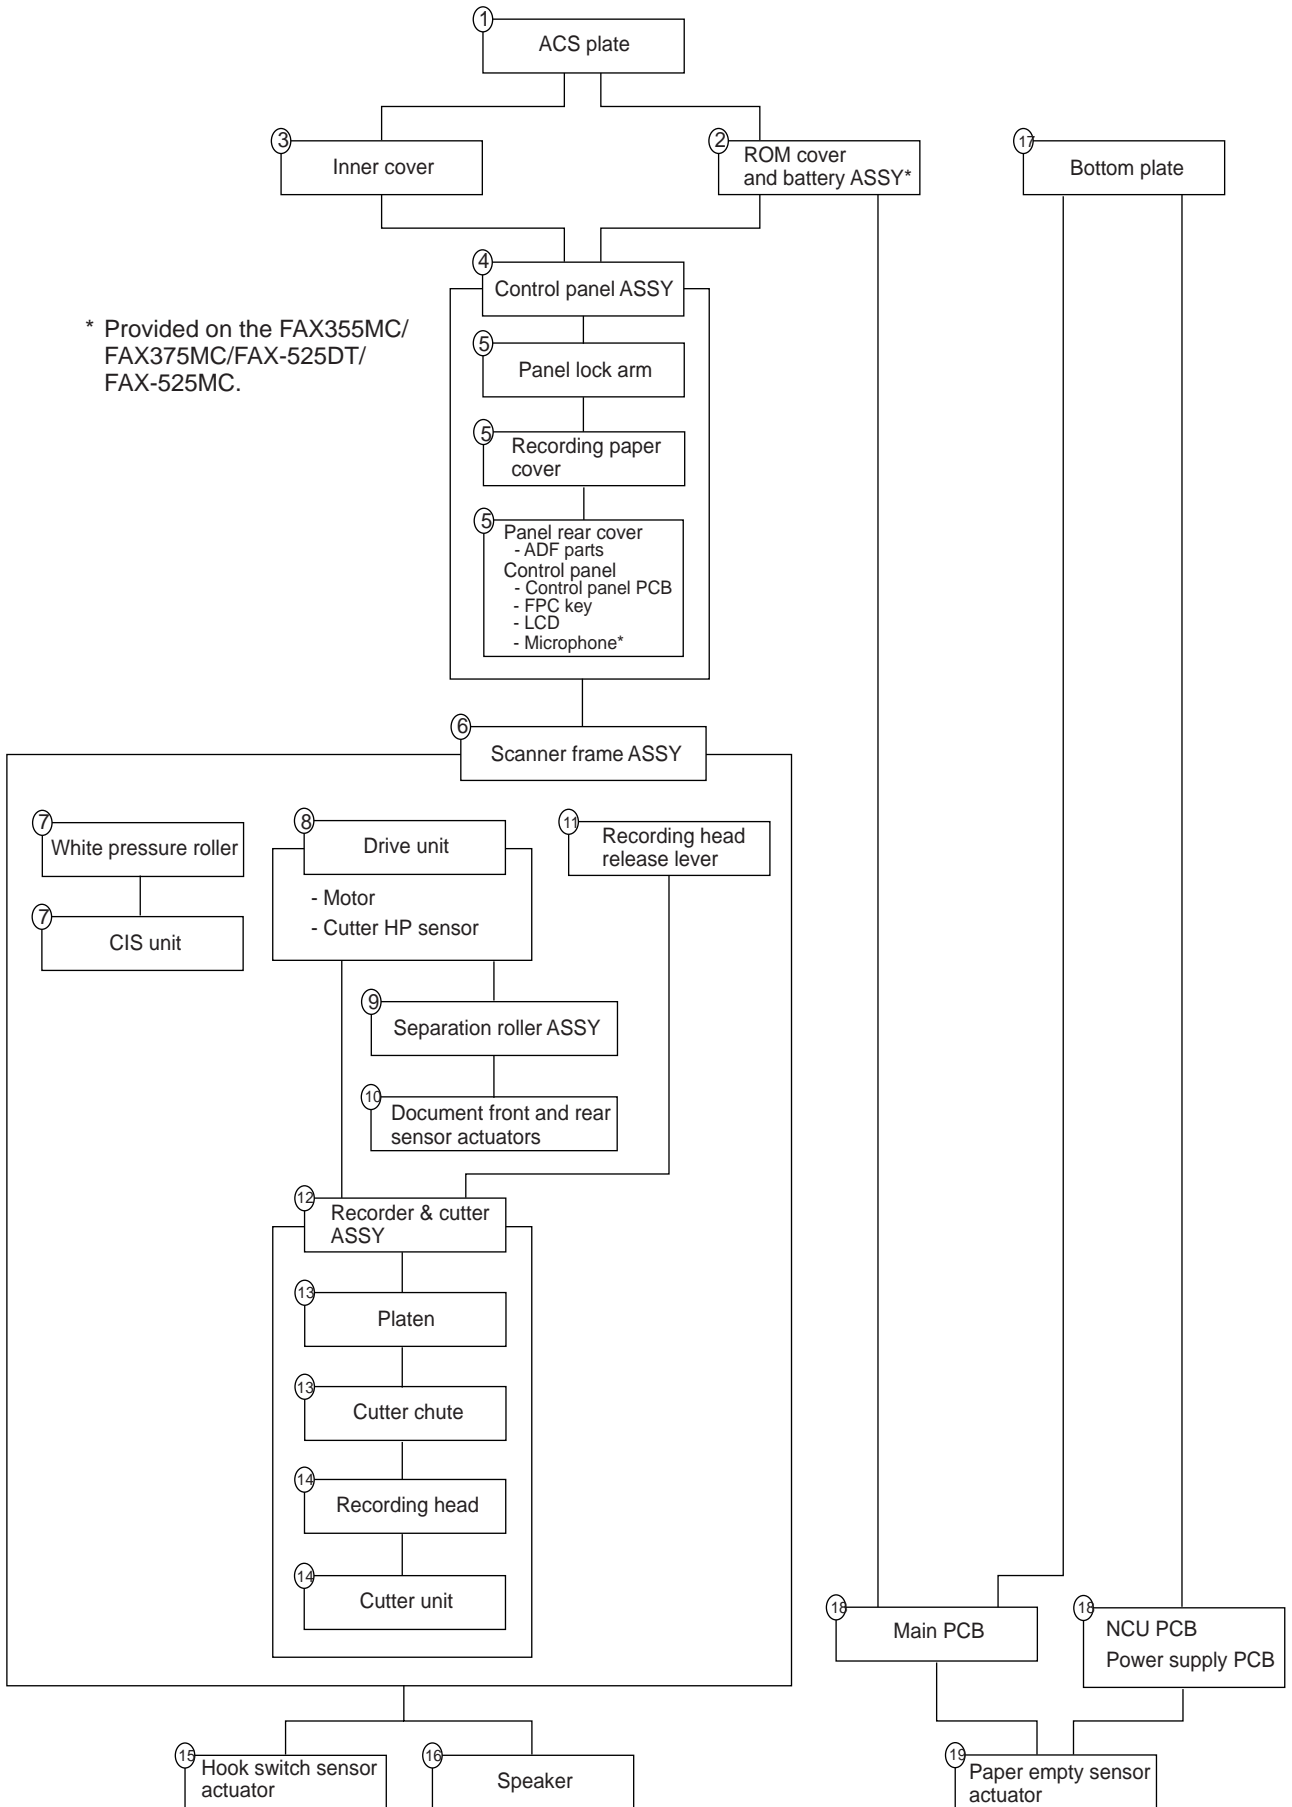 1
ACS plate
3
Inner cover
2
ROM cover
and battery ASSY*
17
Bottom plate
4
Control panel ASSY
* Provided on the FAX355MC/
FAX375MC/FAX-525DT/
FAX-525MC.
5
Panel lock arm
5
Recording paper
cover
5
Panel rear cover
- ADF parts
Control panel
- Control panel PCB
- FPC key
- LCD
- Microphone*
6
Scanner frame ASSY
7
White pressure roller
7
CIS unit
8
Drive unit
- Motor
- Cutter HP sensor
11
Recording head
release lever
9
Separation roller ASSY
10
Document front and rear
sensor actuators
12
Recorder & cutter
ASSY
13
Platen
13
Cutter chute
14
Recording head
14
Cutter unit
18
Main PCB
18
NCU PCB
Power supply PCB
15
Hook switch sensor
actuator
16
Speaker
19
Paper empty sensor
actuator